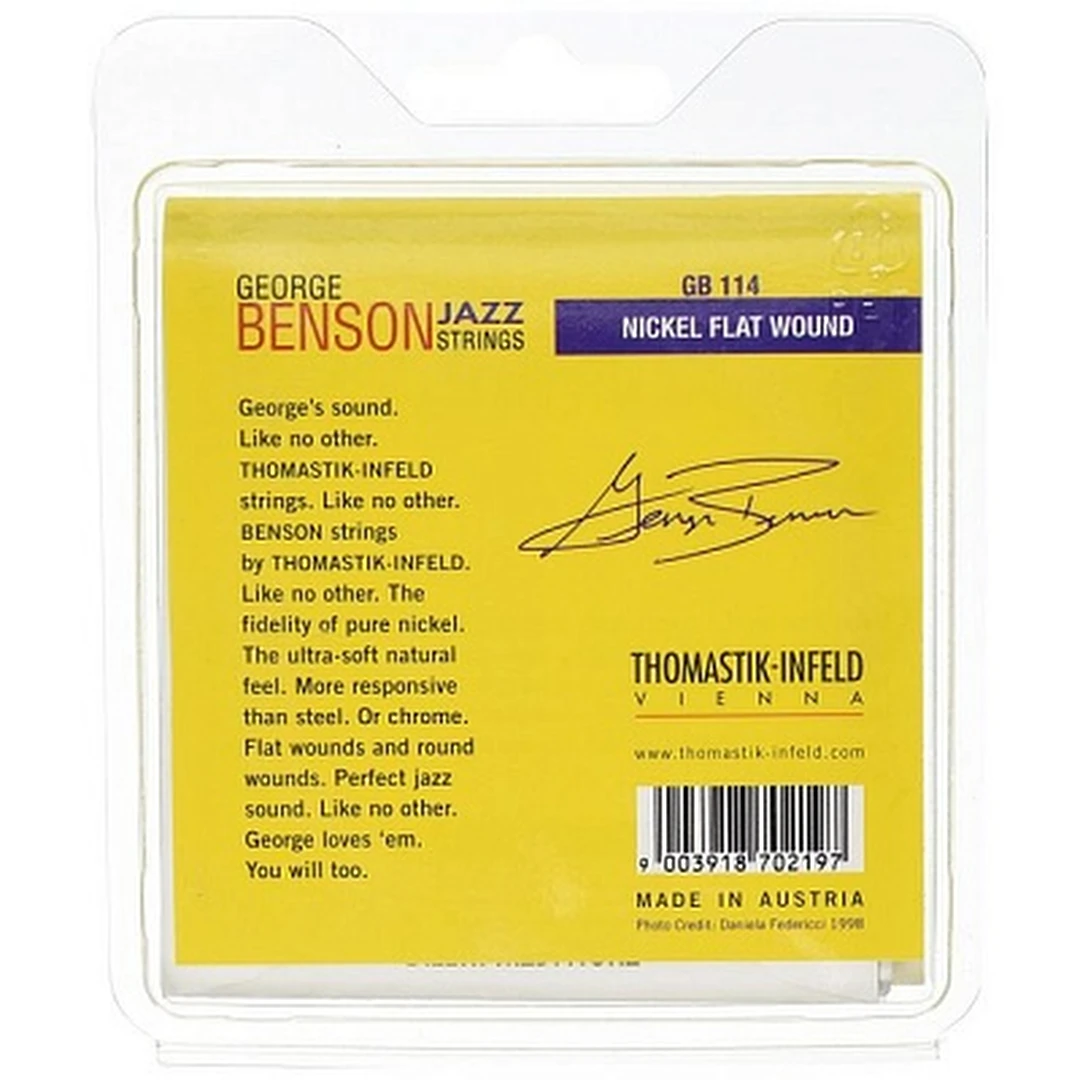 GEORGE
BENSON JAZZ
STRINGS
GB 114
NICKEL FLAT WOUND
George's sound.
Like no other.
THOMASTIK-INFELD
strings. Like no other.
BENSON strings
by THOMASTIK-INFELD.
Like no other. The
fidelity of pure nickel.
The ultra-soft natural
feel. More responsive
than steel. Or chrome.
Flat wounds and round
wounds. Perfect jazz
sound. Like no other.
George loves 'em.
You will too.
George Benson
THOMASTIK-INFELD
VIENNA
www.thomastik-infeld.com
9 003918 702197
MADE IN AUSTRIA
Photo Credit: Daniela Federicci 1998